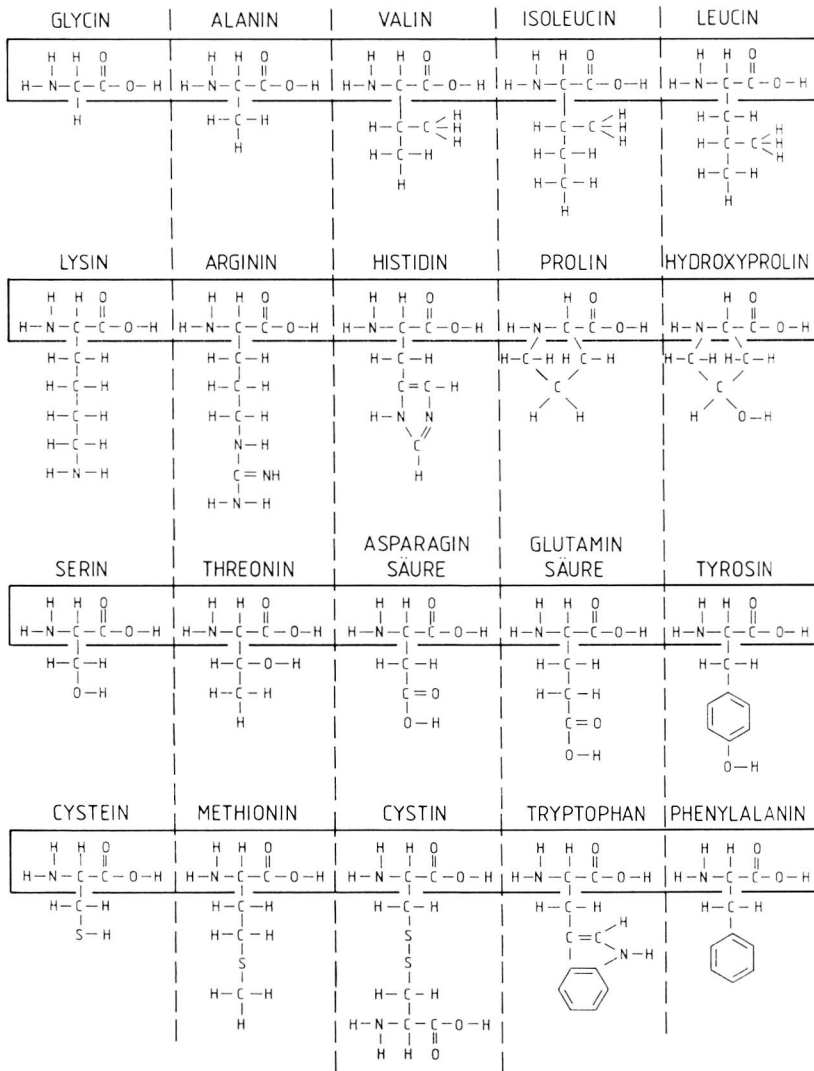 GLYCIN ALANIN VALIN ISOLEUCIN LEUCIN
H H O H H O H H O H H O H H O
H-N-C-C-O-H H-N-C-C-O-H H-N-C-C-O-H H-N-C-C-O-H H-N-C-C-O-H
H H-C-H H-C-C H H H H-C-C H H H H-C-H
H H-C-H H-C-H H-C-C H H H
H H-C-H H-C-H
H H
LYSIN ARGININ HISTIDIN PROLIN HYDROXYPROLIN
H H O H H O H H O H O H O
H-N-C-C-O-H H-N-C-C-O-H H-N-C-C-O-H H-N C-C-O-H H-N C-C-O-H
H-C-H H-C-H H-C-H C-H H C-H C-H H C-H
H-C-H H-C-H C=C-H C C
H-C-H H-C-H H-N N H H H O-H
H-C-H N-H C
H-N-H C=NH H
H-N-H
ASPARAGIN GLUTAMIN
SERIN THREONIN SÄURE SÄURE TYROSIN
H H O H H O H H O H H O H H O
H-N-C-C-O-H H-N-C-C-O-H H-N-C-C-O-H H-N-C-C-O-H H-N-C-C-O-H
H-C-H H-C-O-H H-C-H H-C-H H-C-H
O-H H-C-H C=O H-C-H
H O-H C=O
O-H O-H
CYSTEIN METHIONIN CYSTIN TRYPTOPHAN PHENYLALANIN
H H O H H O H H O H H O H H O
H-N-C-C-O-H H-N-C-C-O-H H-N-C-C-O-H H-N-C-C-O-H H-N-C-C-O-H
H-C-H H-C-H H-C-H H-C-H H-C-H
S-H H-C-H S C=C H
S S N-H
H-C-H H-C-H
H H-N-C-C-O-H
H H O